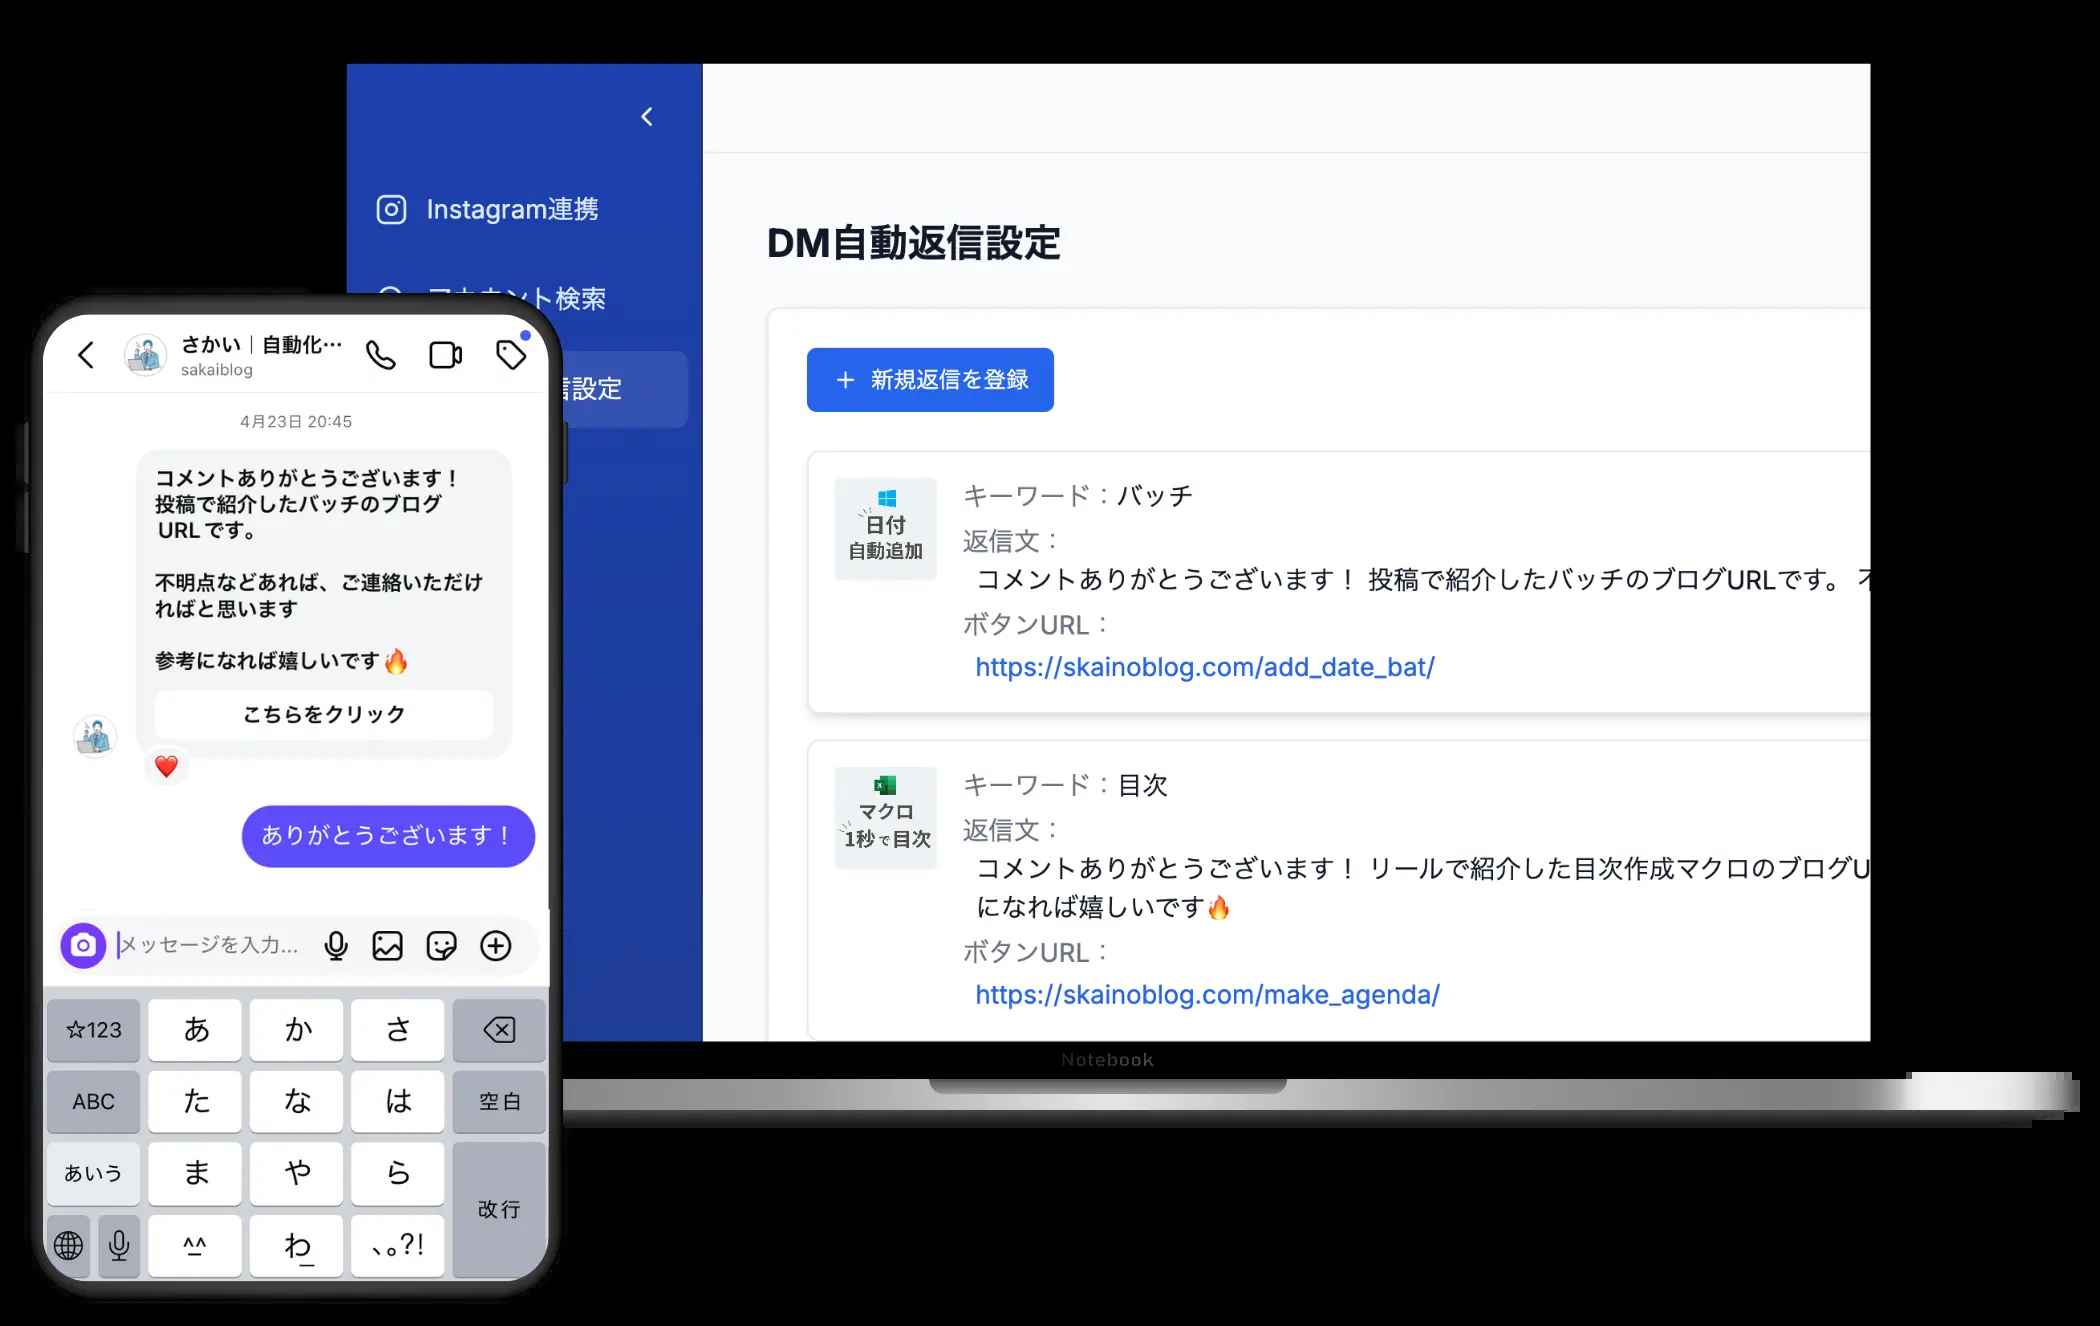 Instagram連携
アカウント検索
信設定
DM自動返信設定
+ 新規返信を登録
日付
自動追加
キーワード：バッチ
返信文：
コメントありがとうございます！ 投稿で紹介したバッチのブログURLです。
ボタンURL：
https://skainoblog.com/add_date_bat/
マクロ
1秒で目次
キーワード：目次
返信文：
コメントありがとうございます！ リールで紹介した目次作成マクロのブログU
になれば嬉しいです🔥
ボタンURL：
https://skainoblog.com/make_agenda/
Notebook
さかい｜自動化…
sakaiblog
4月23日 20:45
コメントありがとうございます！
投稿で紹介したバッチのブログ
URLです。
不明点などあれば、ご連絡いただけ
ればと思います
参考になれば嬉しいです🔥
こちらをクリック
❤️
ありがとうございます！
メッセージを入力...
☆123 あ か さ
ABC た な は 空白
あいう ま や ら 改行
^^ わ 、。?!